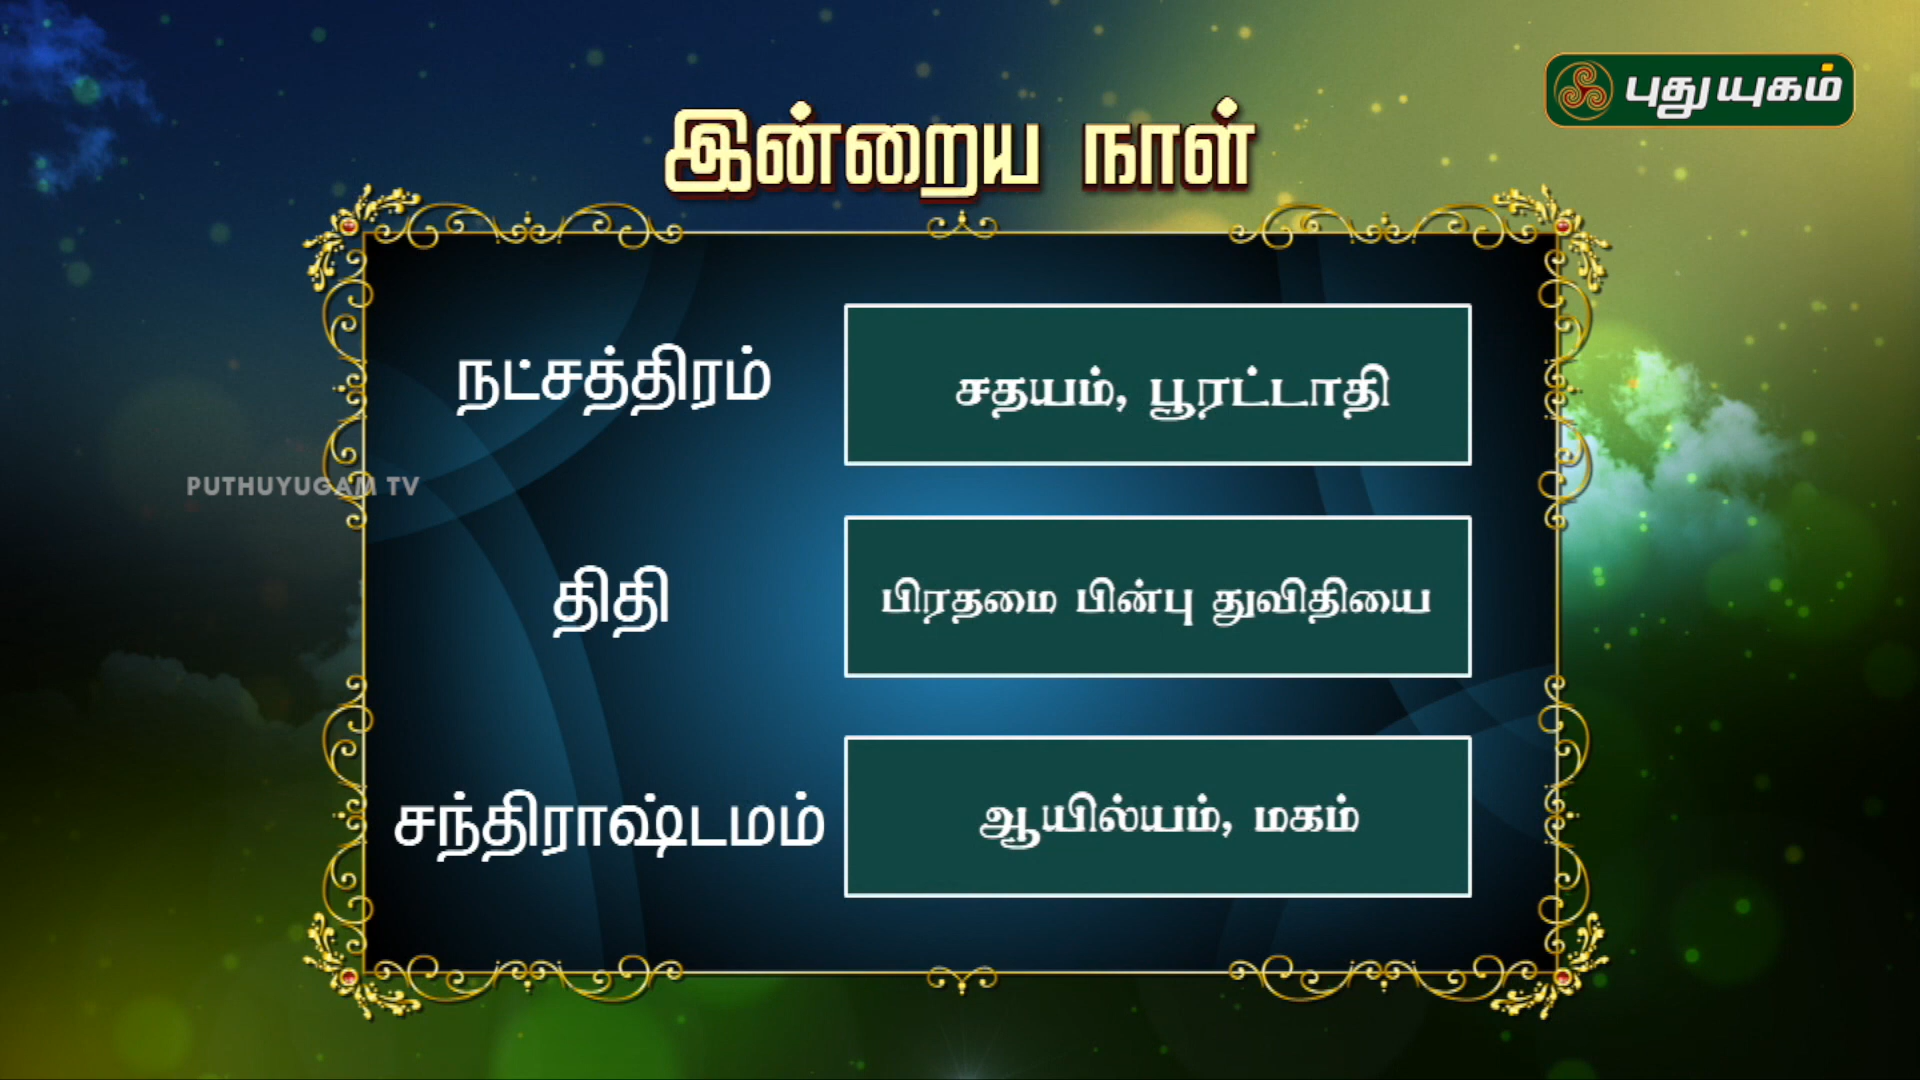 புதுயுகம்
இன்றைய நாள்
நட்சத்திரம் சதயம், பூரட்டாதி
PUTHUYUGAM TV
திதி பிரதமை பின்பு துவிதியை
சந்திராஷ்டமம் ஆயில்யம், மகம்